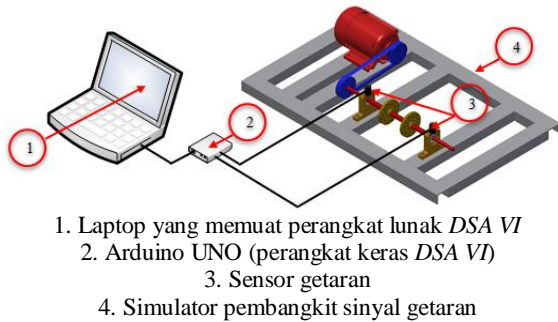 4
3
2
1
1. Laptop yang memuat perangkat lunak DSA VI
2. Arduino UNO (perangkat keras DSA VI)
3. Sensor getaran
4. Simulator pembangkit sinyal getaran